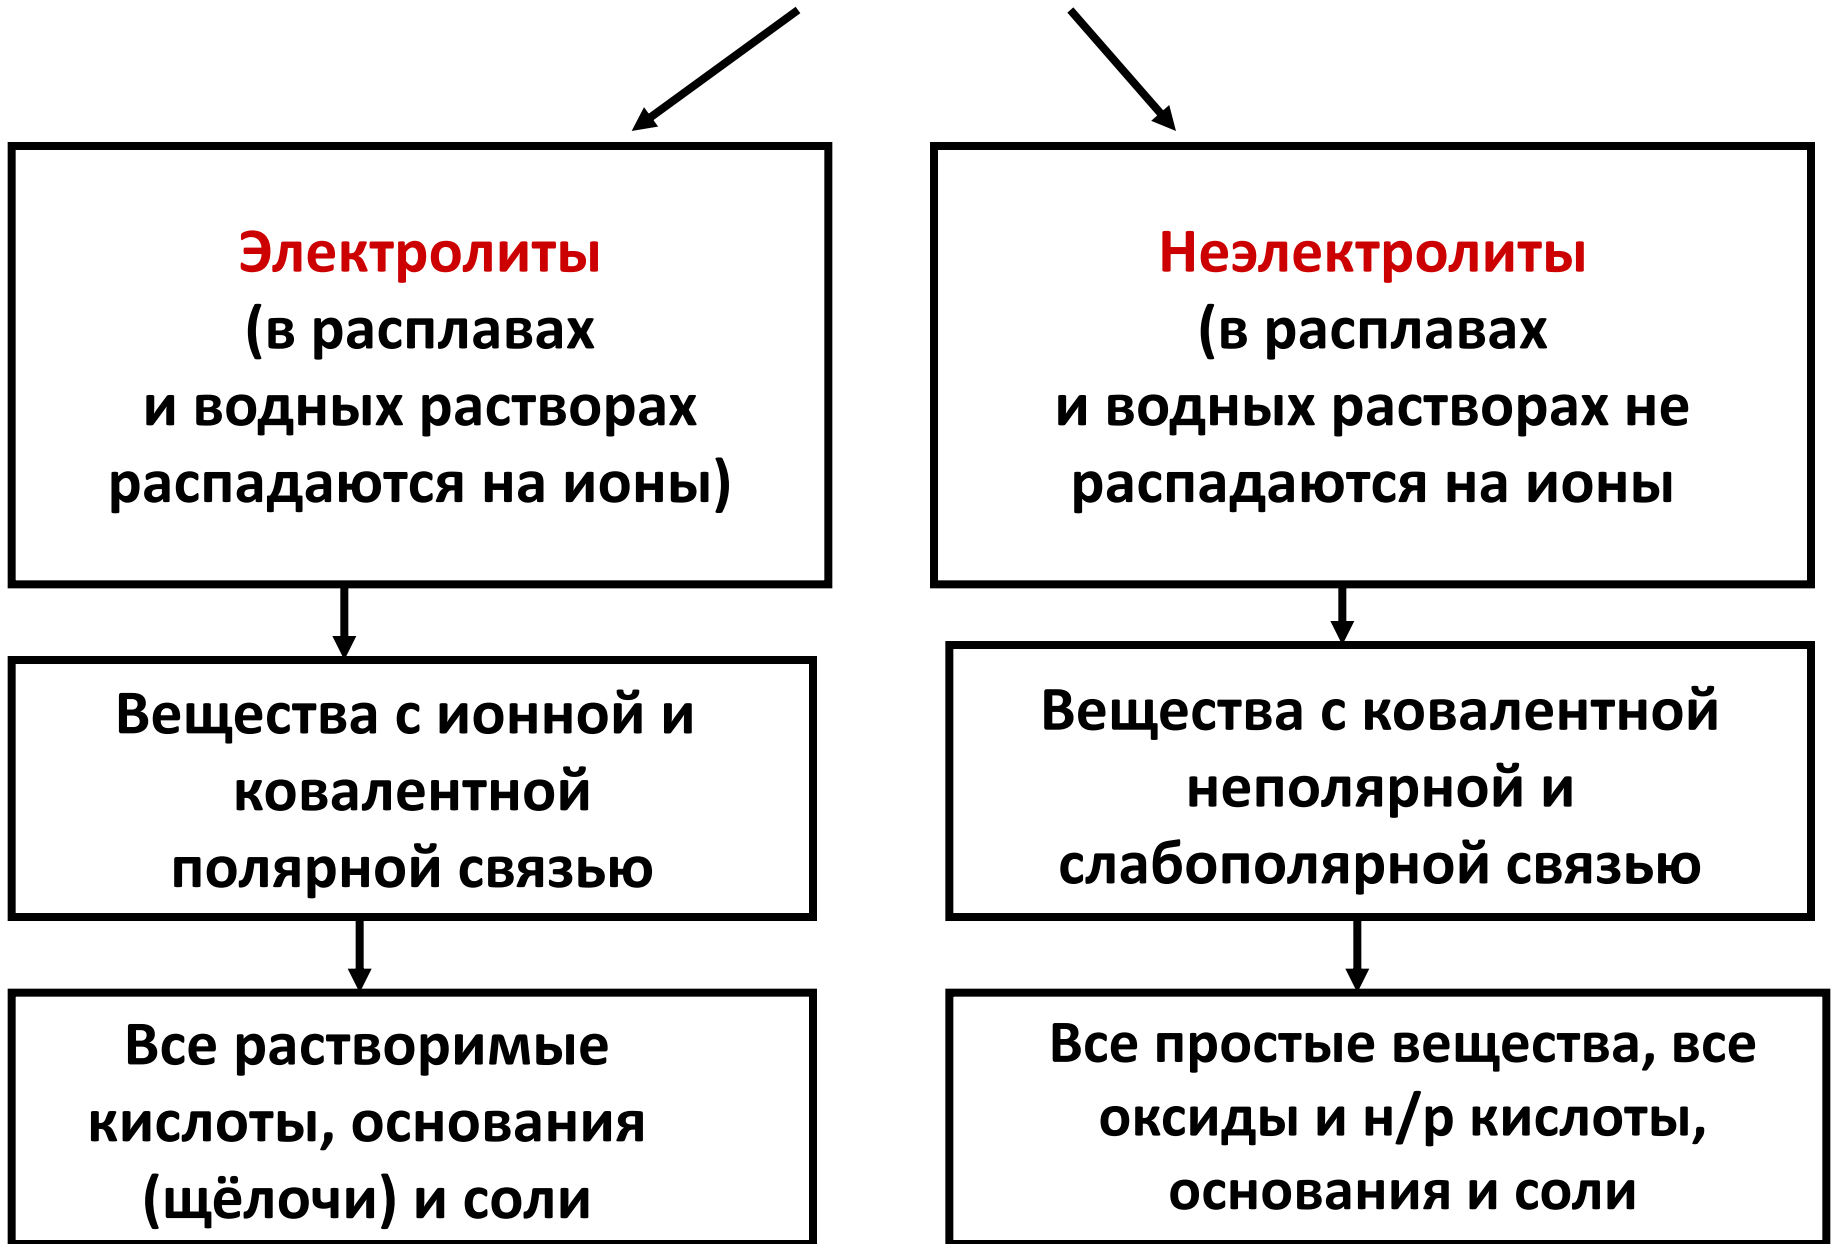 Электролиты
(в расплавах
и водных растворах
распадаются на ионы)
Неэлектролиты
(в расплавах
и водных растворах не
распадаются на ионы
Вещества с ионной и
ковалентной
полярной связью
Вещества с ковалентной
неполярной и
слабополярной связью
Все растворимые
кислоты, основания
(щёлочи) и соли
Все простые вещества, все
оксиды и н/р кислоты,
основания и соли